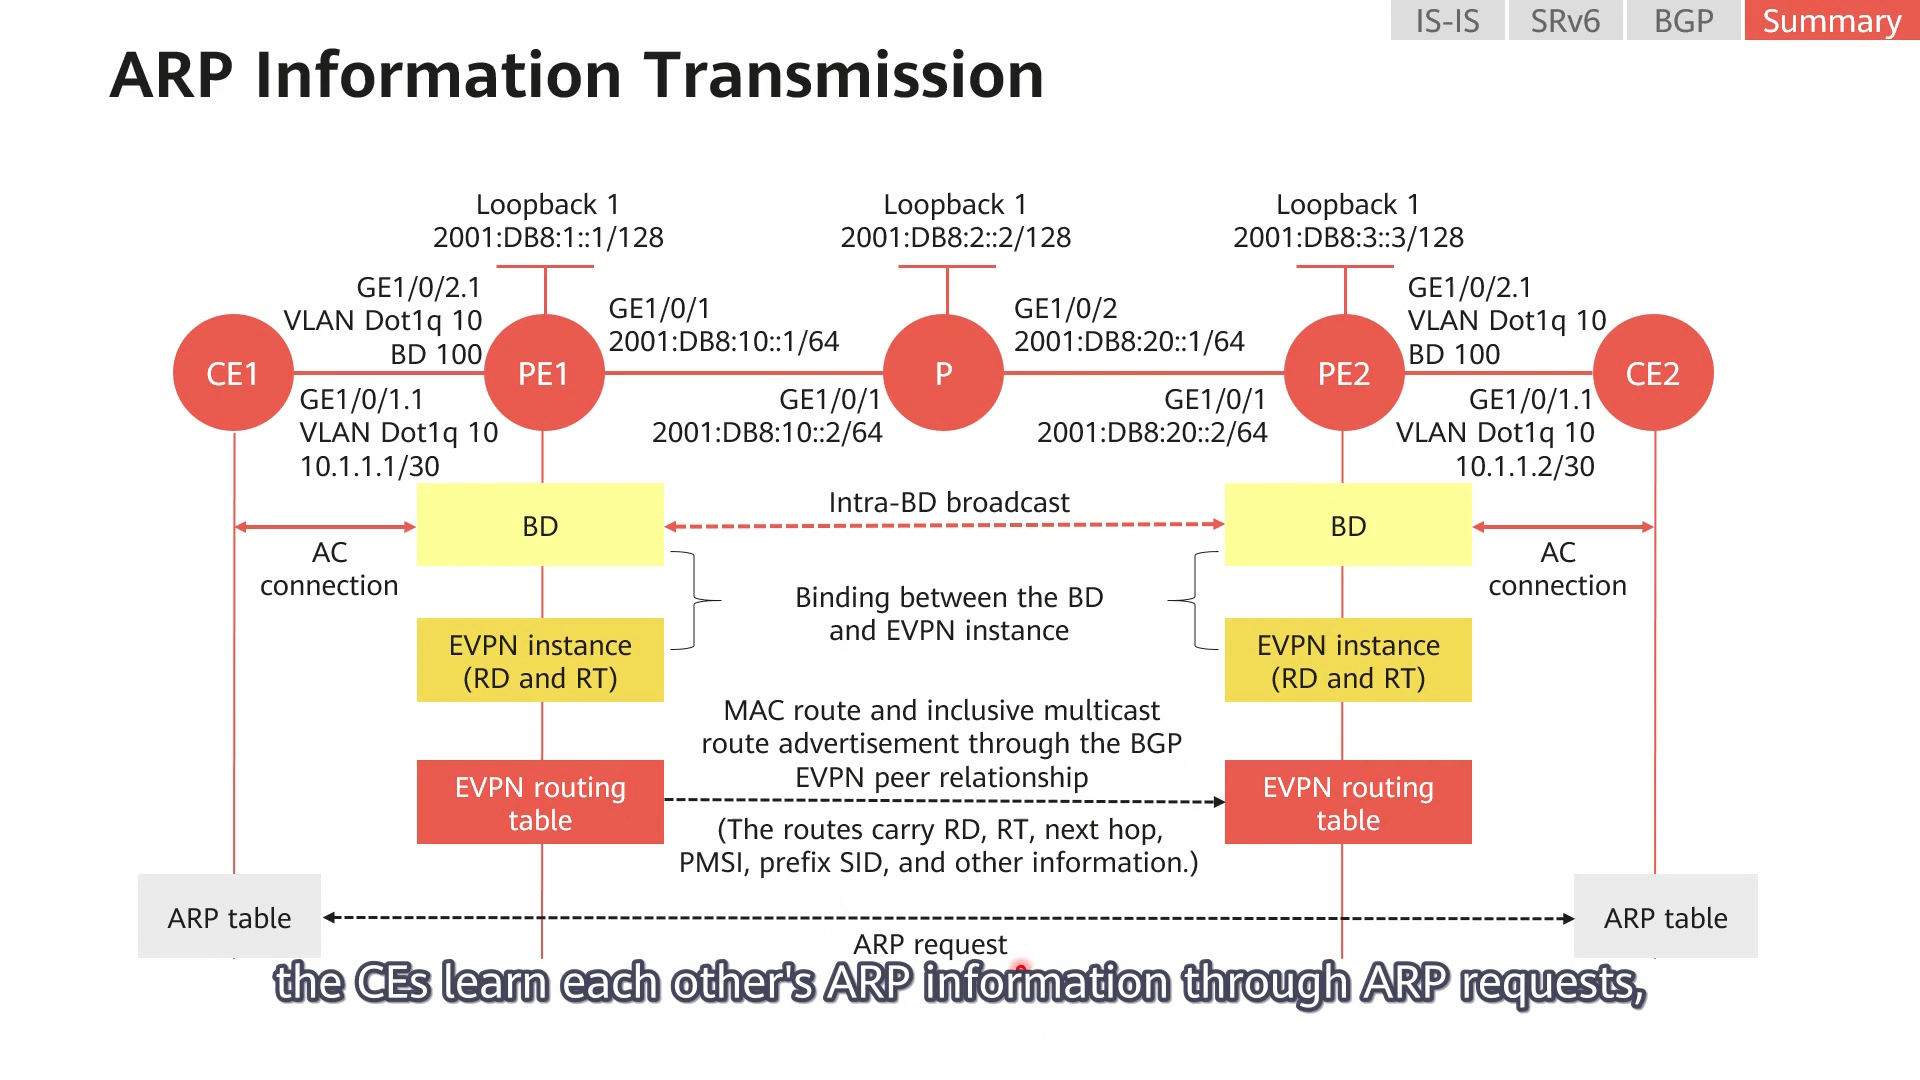 IS-IS SRv6 BGP Summary
ARP Information Transmission
Loopback 1
2001:DB8:1::1/128
Loopback 1
2001:DB8:2::2/128
Loopback 1
2001:DB8:3::3/128
GE1/0/2.1
VLAN Dot1q 10
BD 100
GE1/0/1
2001:DB8:10::1/64
GE1/0/2
2001:DB8:20::1/64
GE1/0/2.1
VLAN Dot1q 10
BD 100
CE1
PE1
P
PE2
CE2
GE1/0/1.1
VLAN Dot1q 10
10.1.1.1/30
GE1/0/1
2001:DB8:10::2/64
GE1/0/1
2001:DB8:20::2/64
GE1/0/1.1
VLAN Dot1q 10
10.1.1.2/30
AC
connection
BD
Intra-BD broadcast
BD
AC
connection
Binding between the BD
and EVPN instance
EVPN instance
(RD and RT)
EVPN instance
(RD and RT)
MAC route and inclusive multicast
route advertisement through the BGP
EVPN peer relationship
EVPN routing
table
EVPN routing
table
(The routes carry RD, RT, next hop,
PMSI, prefix SID, and other information.)
ARP table
ARP table
ARP request
the CEs learn each other's ARP information through ARP requests,